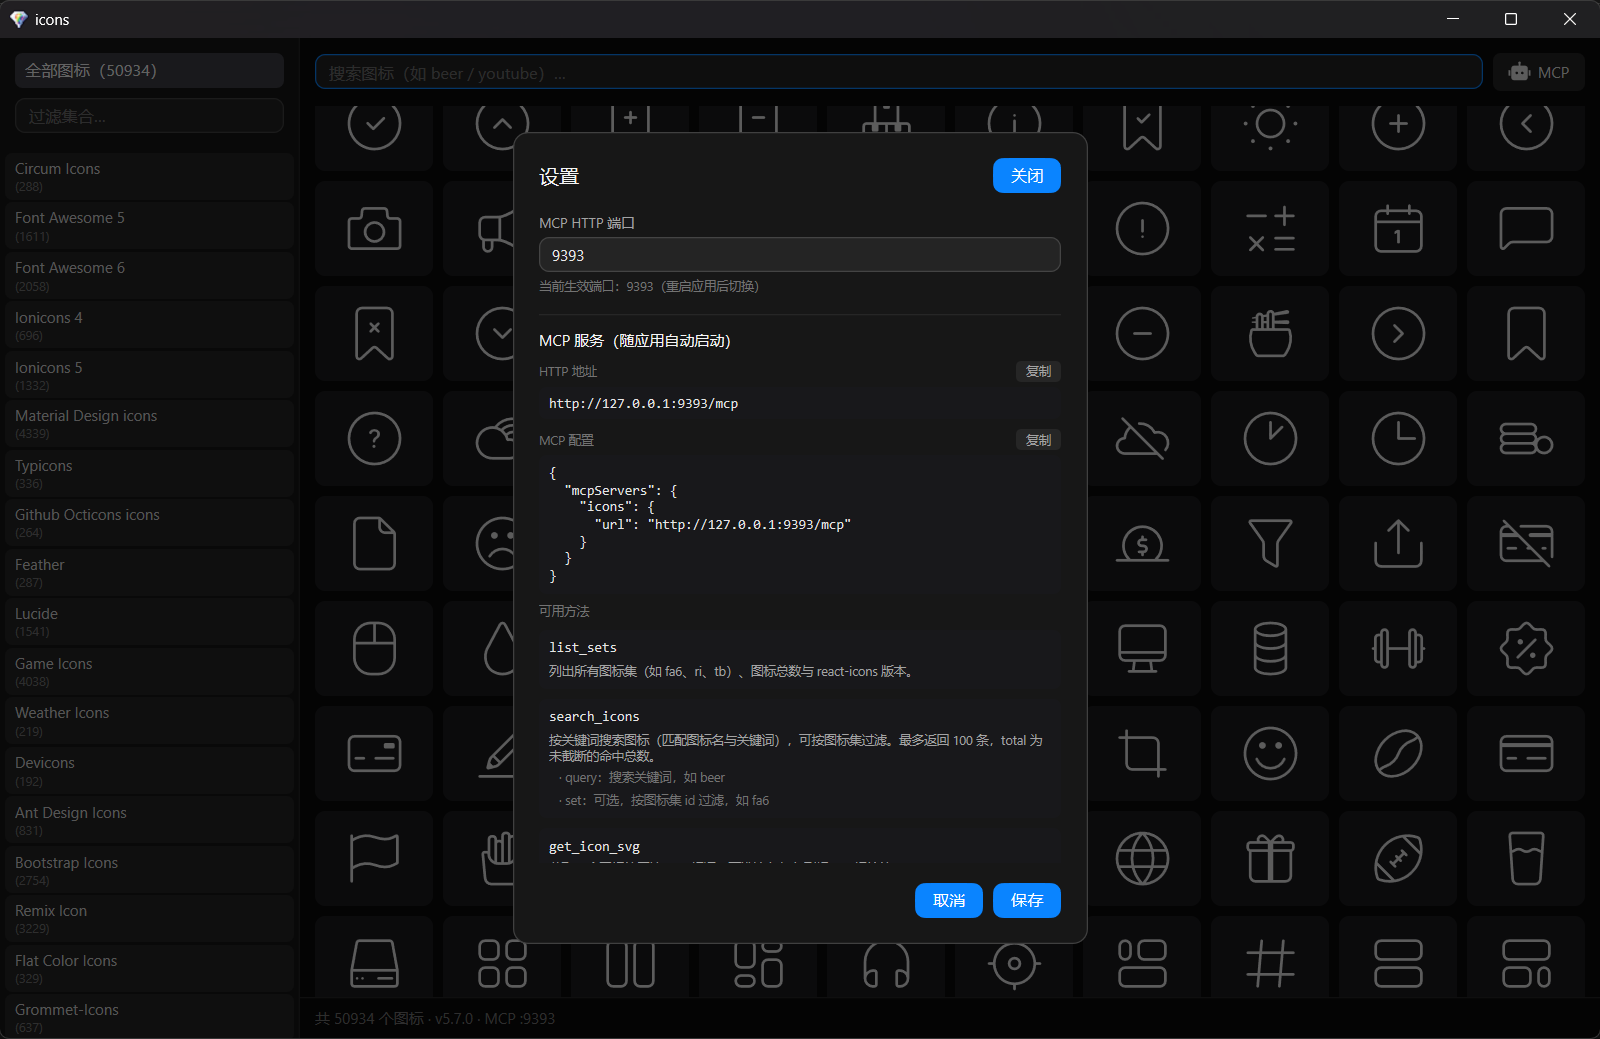 icons
全部图标（50934）
搜索图标（如 beer / youtube）...
MCP
过滤集合...
Circum Icons
(288)
Font Awesome 5
(1611)
Font Awesome 6
(2058)
Ionicons 4
(696)
Ionicons 5
(1332)
Material Design icons
(4339)
Typicons
(336)
Github Octicons icons
(264)
Feather
(287)
Lucide
(1541)
Game Icons
(4038)
Weather Icons
(219)
Devicons
(192)
Ant Design Icons
(831)
Bootstrap Icons
(2754)
Remix Icon
(3229)
Flat Color Icons
(329)
Grommet-Icons
(637)
设置
关闭
MCP HTTP 端口
9393
当前生效端口：9393（重启应用后切换）
MCP 服务（随应用自动启动）
HTTP 地址
复制
http://127.0.0.1:9393/mcp
MCP 配置
复制
{
"mcpServers": {
"icons": {
"url": "http://127.0.0.1:9393/mcp"
}
}
}
可用方法
list_sets
列出所有图标集（如 fa6、ri、tb）、图标总数与 react-icons 版本。
search_icons
按关键词搜索图标（匹配图标名与关键词），可按图标集过滤。最多返回 100 条，total 为
未截断的命中总数。
· query：搜索关键词，如 beer
· set：可选，按图标集 id 过滤，如 fa6
get_icon_svg
取消
保存
1
共 50934 个图标 · v5.7.0 · MCP :9393